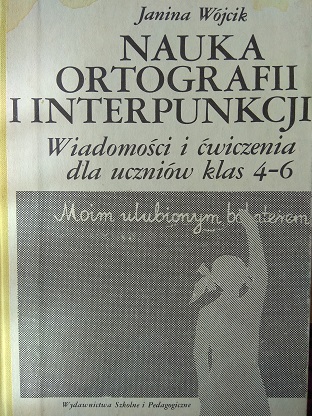 Janina Wójcik
NAUKA
ORTOGRAFII
I INTERPUNKCJI
Wiadomości i ćwiczenia
dla uczniów klas 4-6
Moim ulubionym bohaterem
Wydawnictwa Szkolne i Pedagogiczne